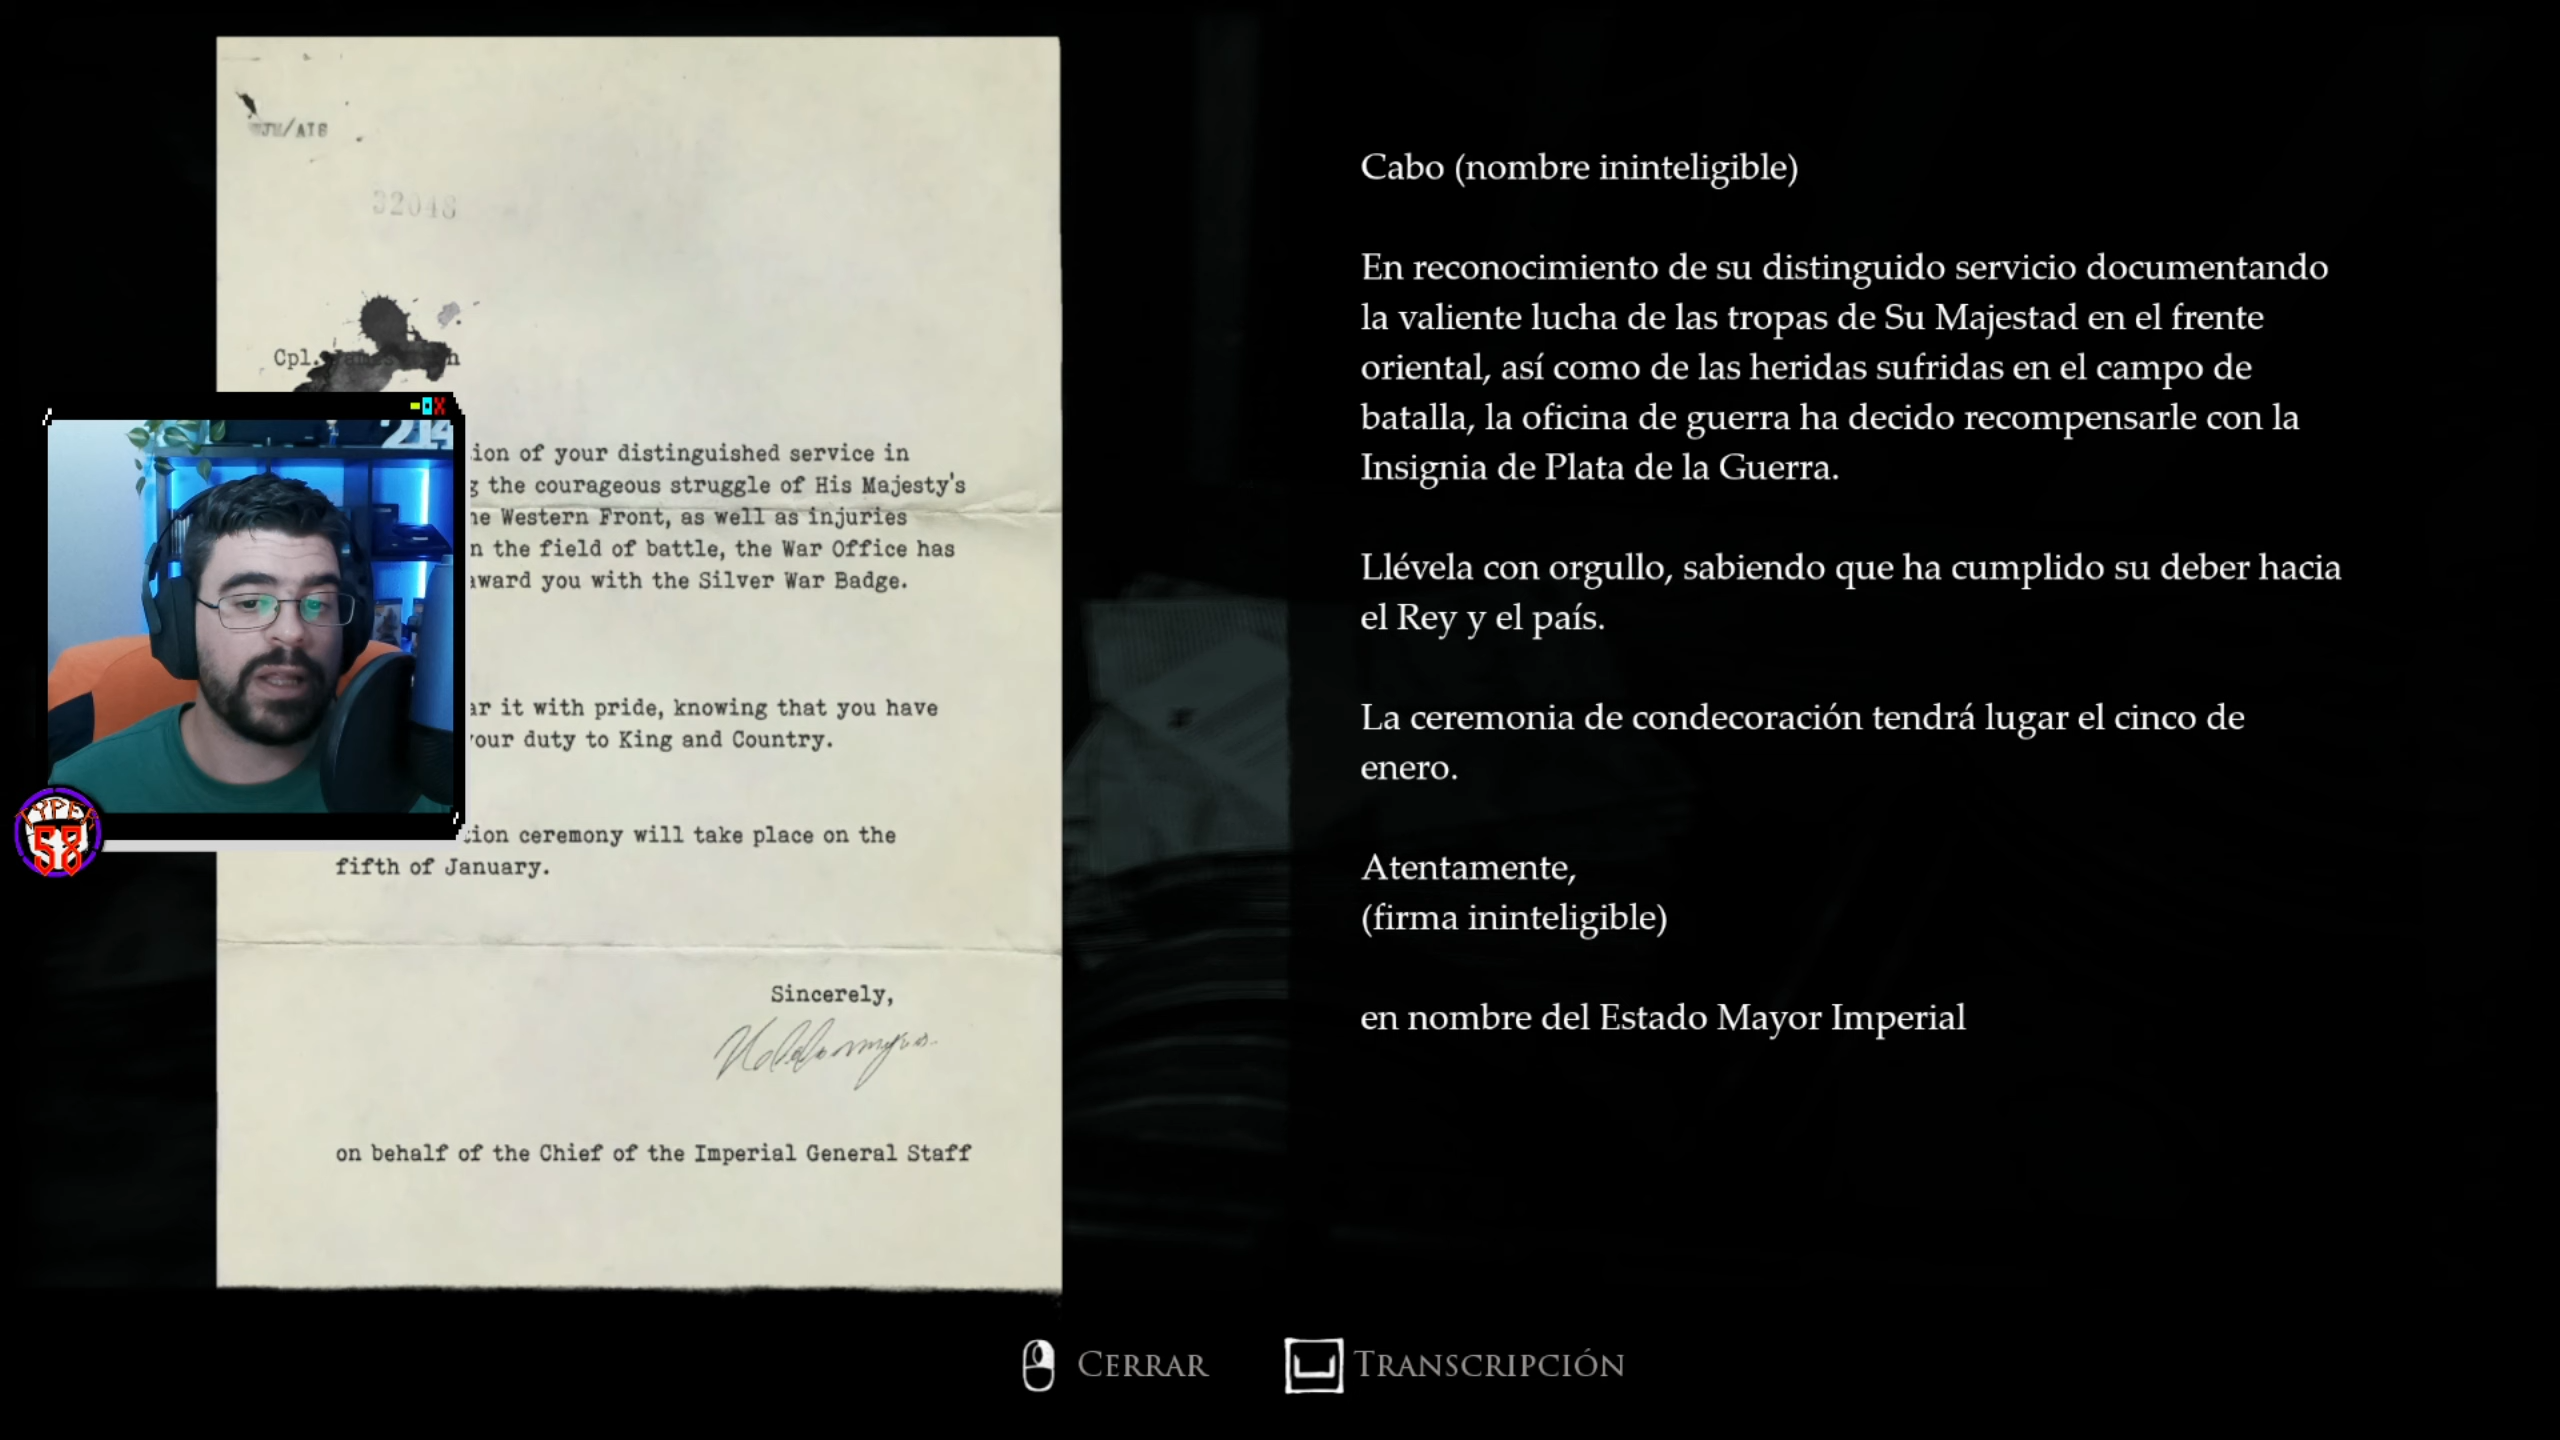 32048
Cpl.
ion of your distinguished service in
the courageous struggle of His Majesty's
Western Front, as well as injuries
the field of battle, the War Office has
award you with the Silver War Badge.
it with pride, knowing that you have
your duty to King and Country.
ceremony will take place on the
fifth of January.
Sincerely,
on behalf of the Chief of the Imperial General Staff
214
58
Cabo (nombre ininteligible)
En reconocimiento de su distinguido servicio documentando
la valiente lucha de las tropas de Su Majestad en el frente
oriental, así como de las heridas sufridas en el campo de
batalla, la oficina de guerra ha decido recompensarle con la
Insignia de Plata de la Guerra.
Llévela con orgullo, sabiendo que ha cumplido su deber hacia
el Rey y el país.
La ceremonia de condecoración tendrá lugar el cinco de
enero.
Atentamente,
(firma ininteligible)
en nombre del Estado Mayor Imperial
CERRAR
TRANSCRIPCIÓN